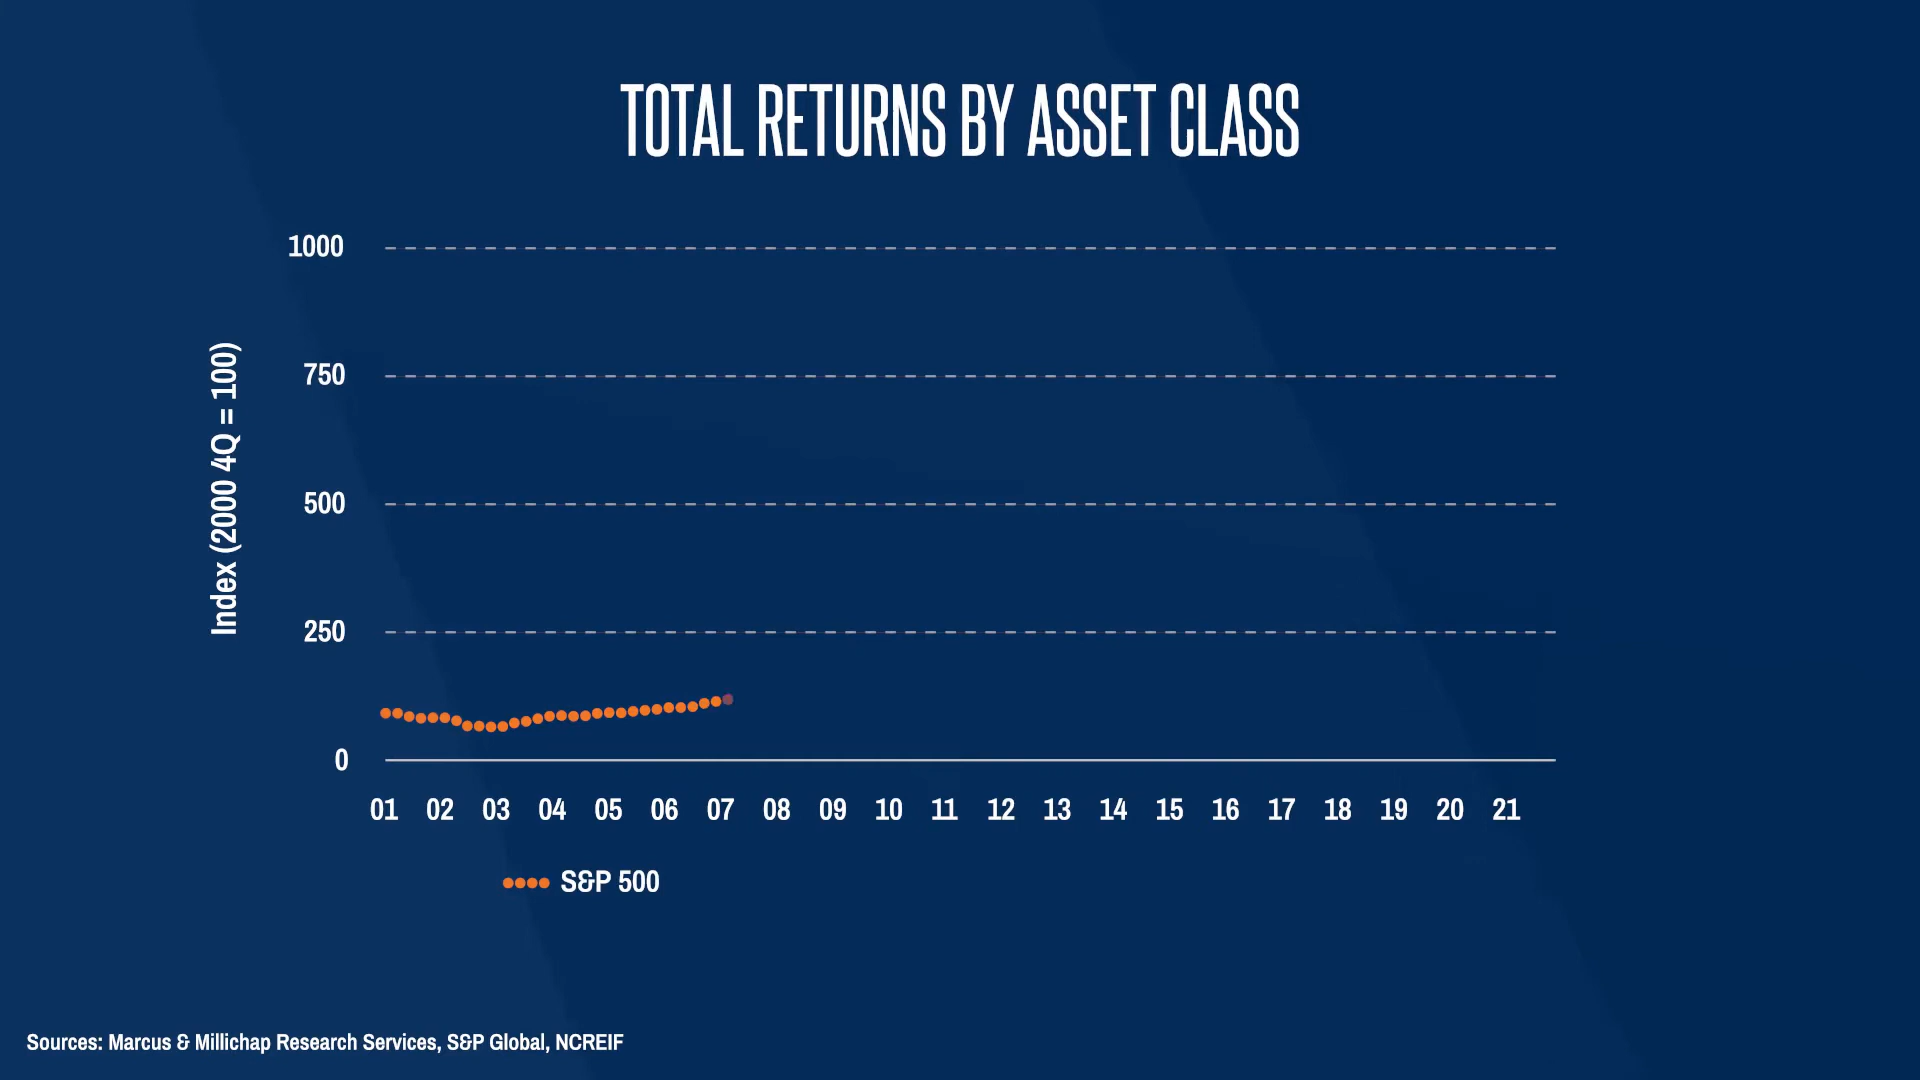 TOTAL RETURNS BY ASSET CLASS
Index (2000 4Q = 100)
1000
750
500
250
0
01 02 03 04 05 06 07 08 09 10 11 12 13 14 15 16 17 18 19 20 21
S&P 500
Sources: Marcus & Millichap Research Services, S&P Global, NCREIF